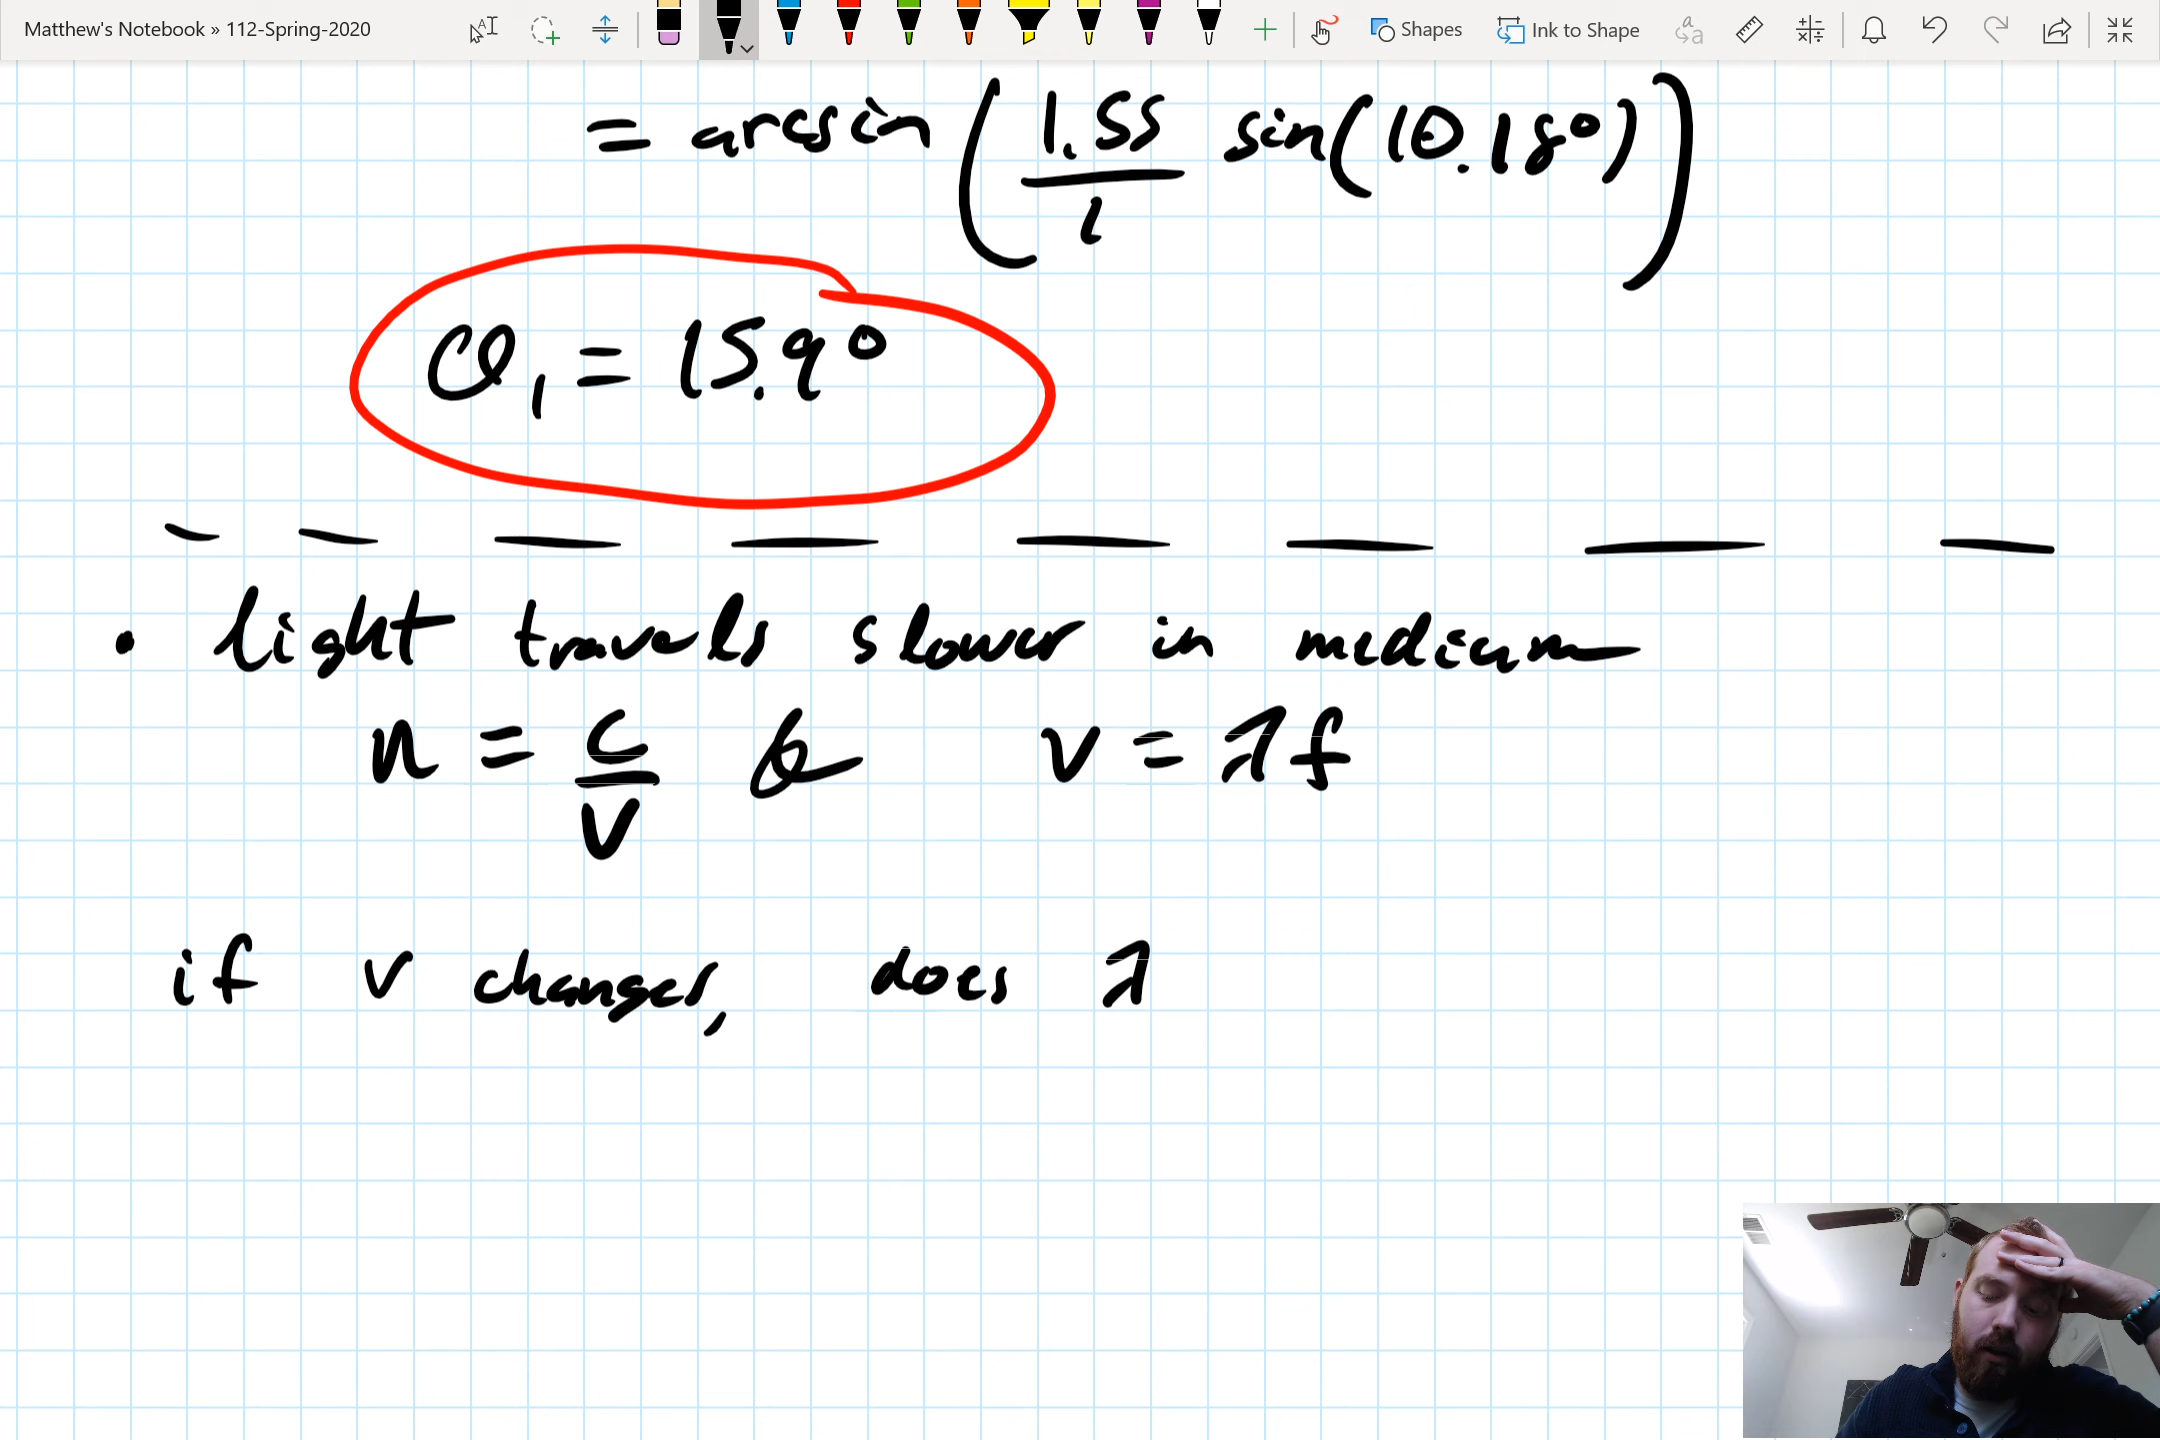 Matthew's Notebook » 112-Spring-2020
Shapes
Ink to Shape
= arcsin ( 1.55 / 1 sin(10.18°) )
θ₁ = 15.9°
• light travels slower in medium
n = c / v & v = λf
if v changes, does λ